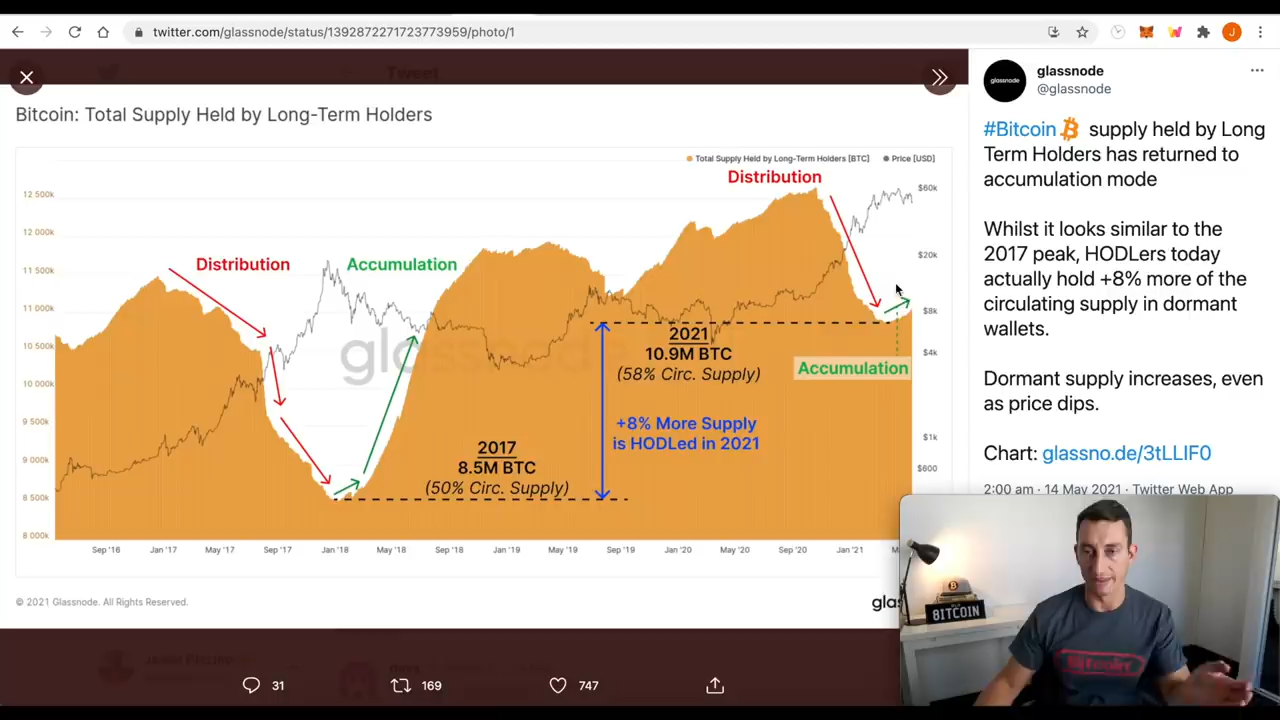 twitter.com/glassnode/status/1392872271723773959/photo/1
J
Tweet
Bitcoin: Total Supply Held by Long-Term Holders
Total Supply Held by Long-Term Holders [BTC]
Price [USD]
12 500k
12 000k
11 500k
11 000k
10 500k
10 000k
9 500k
9 000k
8 500k
8 000k
$60k
$20k
$8k
$4k
$1k
$600
Distribution
Accumulation
Distribution
glassnode
2021
10.9M BTC
(58% Circ. Supply)
Accumulation
+8% More Supply
is HODLed in 2021
2017
8.5M BTC
(50% Circ. Supply)
Sep '16
Jan '17
May '17
Sep '17
Jan '18
May '18
Sep '18
Jan '19
May '19
Sep '19
Jan '20
May '20
Sep '20
Jan '21
© 2021 Glassnode. All Rights Reserved.
glas
31
169
747
glassnode
glassnode
@glassnode
#Bitcoin supply held by Long
Term Holders has returned to
accumulation mode
Whilst it looks similar to the
2017 peak, HODLers today
actually hold +8% more of the
circulating supply in dormant
wallets.
Dormant supply increases, even
as price dips.
Chart: glassno.de/3tLLIF0
2:00 am · 14 May 2021 · Twitter Web App
BITCOIN
Bitcoin